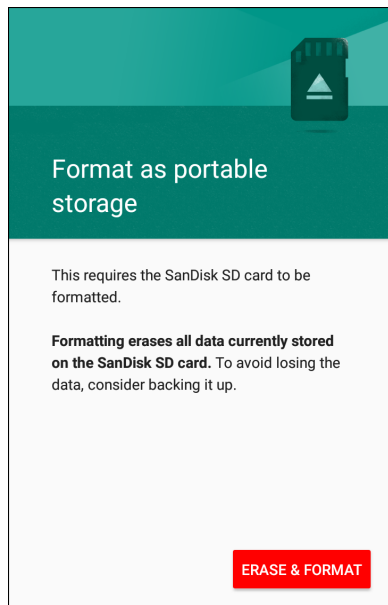 Format as portable
storage
This requires the SanDisk SD card to be
formatted.
Formatting erases all data currently stored
on the SanDisk SD card. To avoid losing the
data, consider backing it up.
ERASE & FORMAT